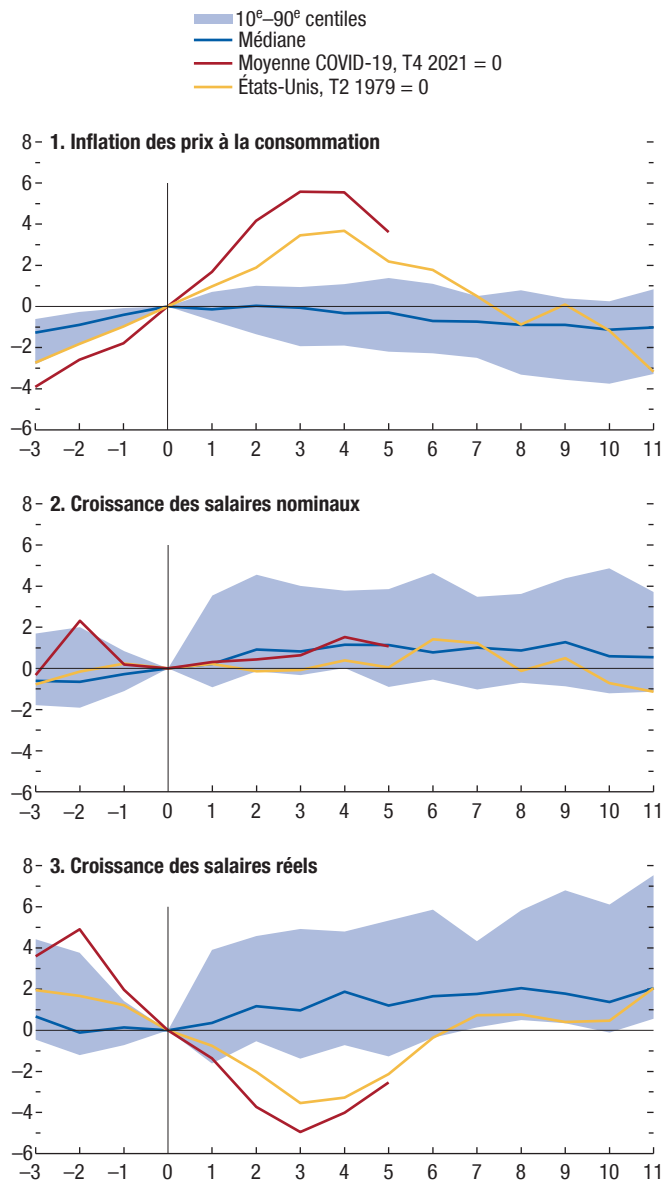 10e–90e centiles
Médiane
Moyenne COVID-19, T4 2021 = 0
États-Unis, T2 1979 = 0
8 1. Inflation des prix à la consommation
6
4
2
0
–2
–4
–6
–3 –2 –1 0 1 2 3 4 5 6 7 8 9 10 11
8 2. Croissance des salaires nominaux
6
4
2
0
–2
–4
–6
–3 –2 –1 0 1 2 3 4 5 6 7 8 9 10 11
8 3. Croissance des salaires réels
6
4
2
0
–2
–4
–6
–3 –2 –1 0 1 2 3 4 5 6 7 8 9 10 11